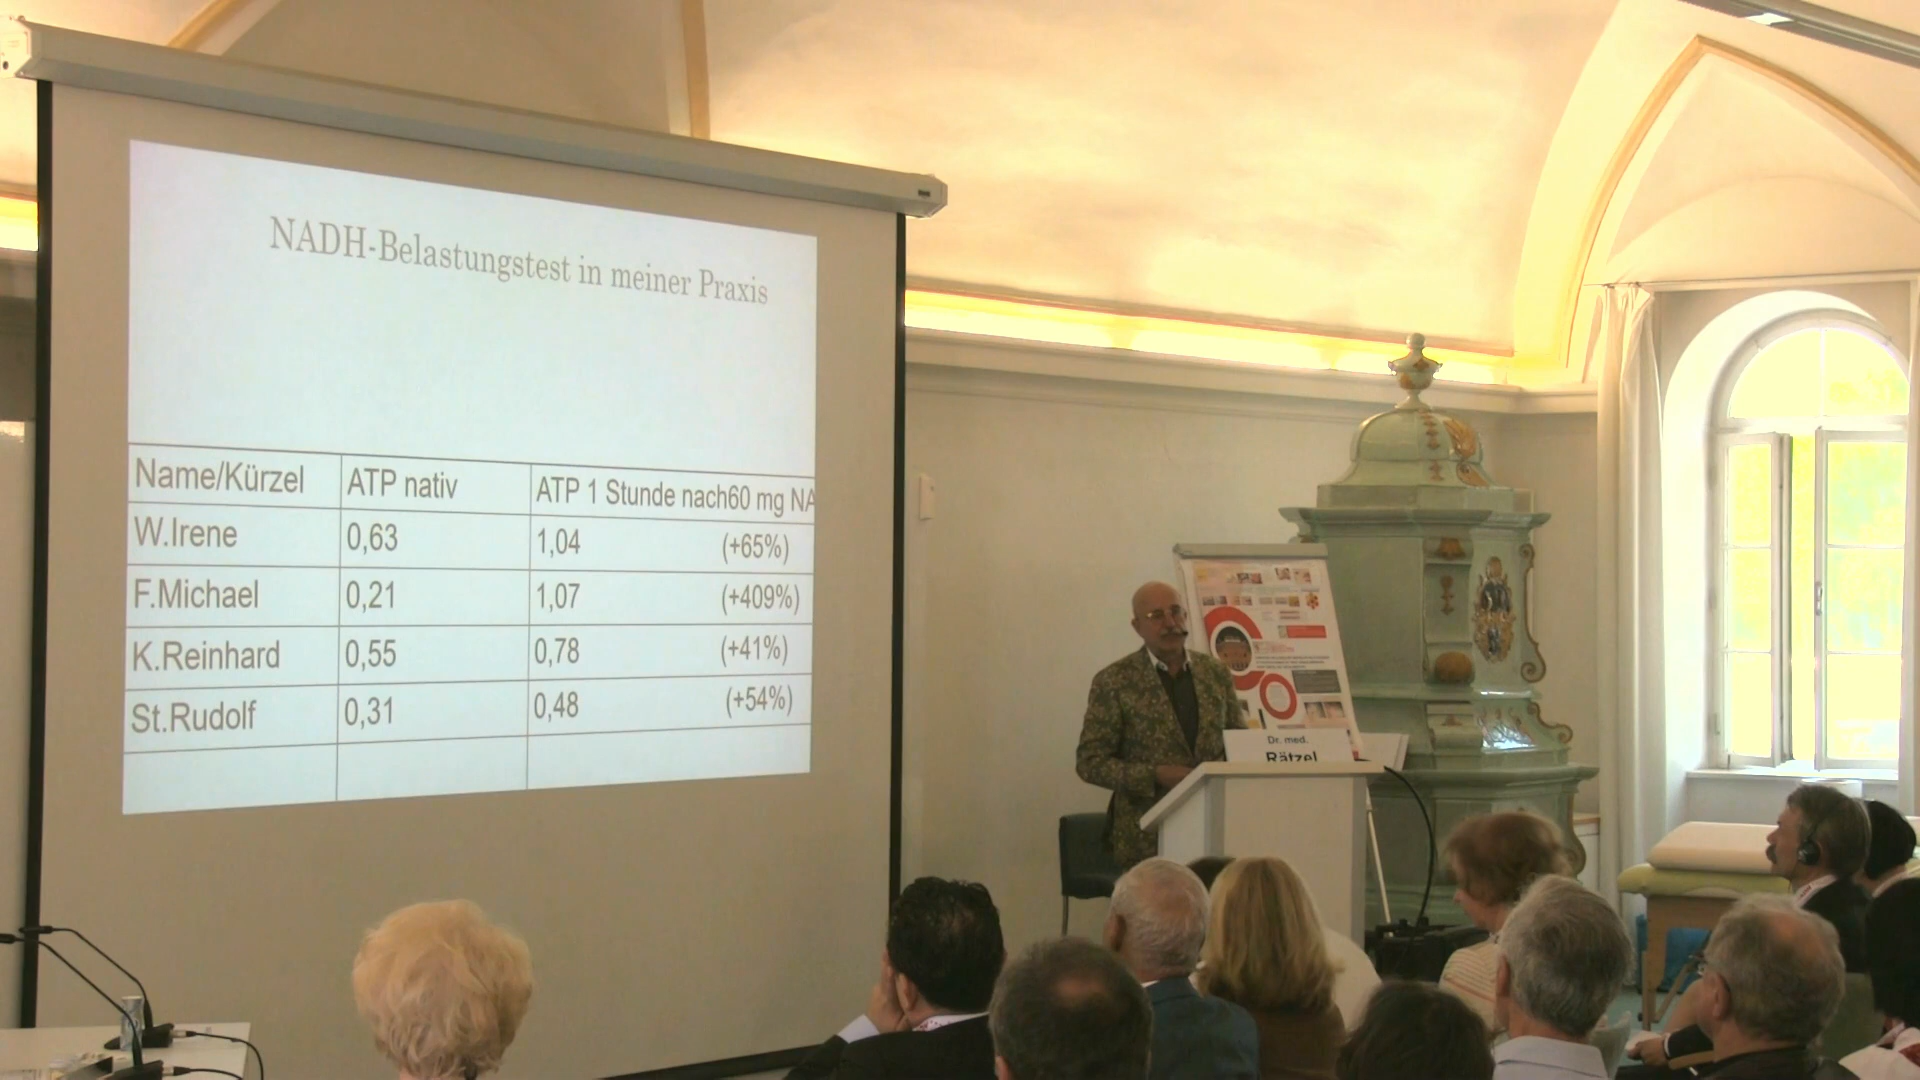 NADH-Belastungstest in meiner Praxis
Name/Kürzel ATP nativ ATP 1 Stunde nach60 mg NA
W.Irene 0,63 1,04 (+65%)
F.Michael 0,21 1,07 (+409%)
K.Reinhard 0,55 0,78 (+41%)
St.Rudolf 0,31 0,48 (+54%)
Dr. med.
Rätzel